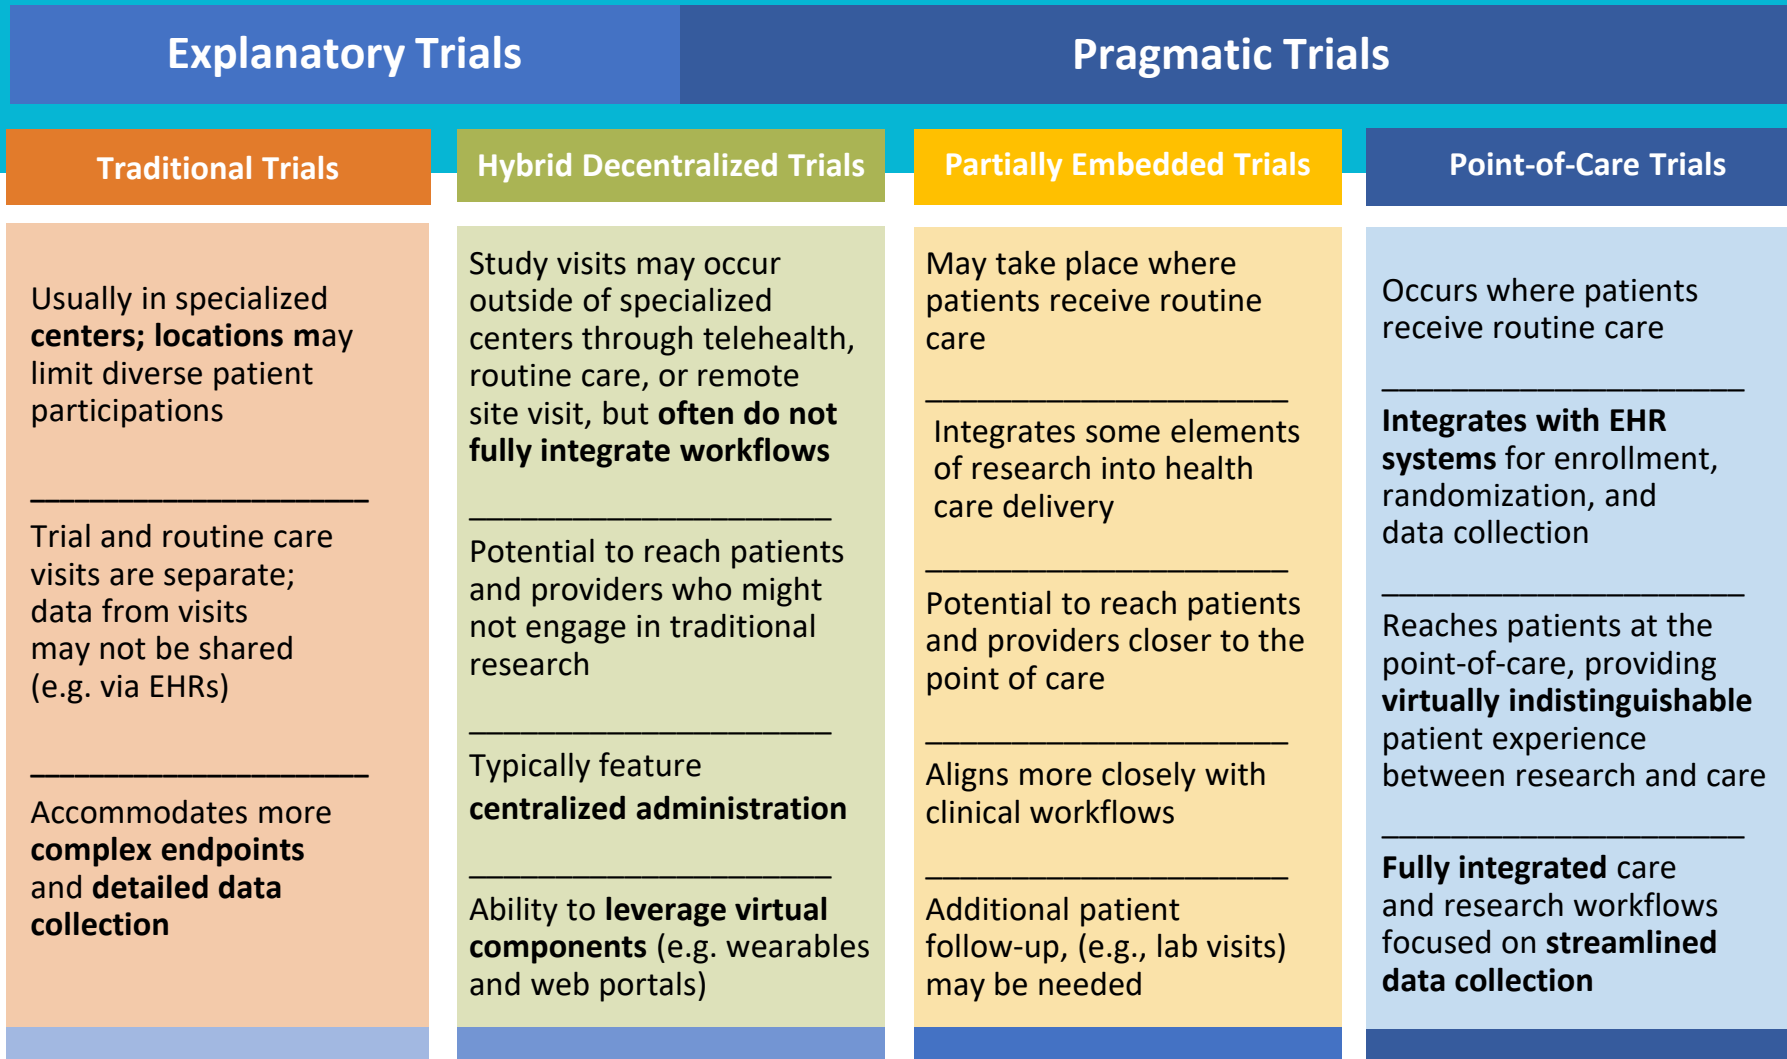 Explanatory Trials
Pragmatic Trials
Traditional Trials
Usually in specialized
centers; locations may
limit diverse patient
participations
Trial and routine care
visits are separate;
data from visits
may not be shared
(e.g. via EHRs)
Accommodates more
complex endpoints
and detailed data
collection
Hybrid Decentralized Trials
Study visits may occur
outside of specialized
centers through telehealth,
routine care, or remote
site visit, but often do not
fully integrate workflows
Potential to reach patients
and providers who might
not engage in traditional
research
Typically feature
centralized administration
Ability to leverage virtual
components (e.g. wearables
and web portals)
Partially Embedded Trials
May take place where
patients receive routine
care
Integrates some elements
of research into health
care delivery
Potential to reach patients
and providers closer to the
point of care
Aligns more closely with
clinical workflows
Additional patient
follow-up, (e.g., lab visits)
may be needed
Point-of-Care Trials
Occurs where patients
receive routine care
Integrates with EHR
systems for enrollment,
randomization, and
data collection
Reaches patients at the
point-of-care, providing
virtually indistinguishable
patient experience
between research and care
Fully integrated care
and research workflows
focused on streamlined
data collection